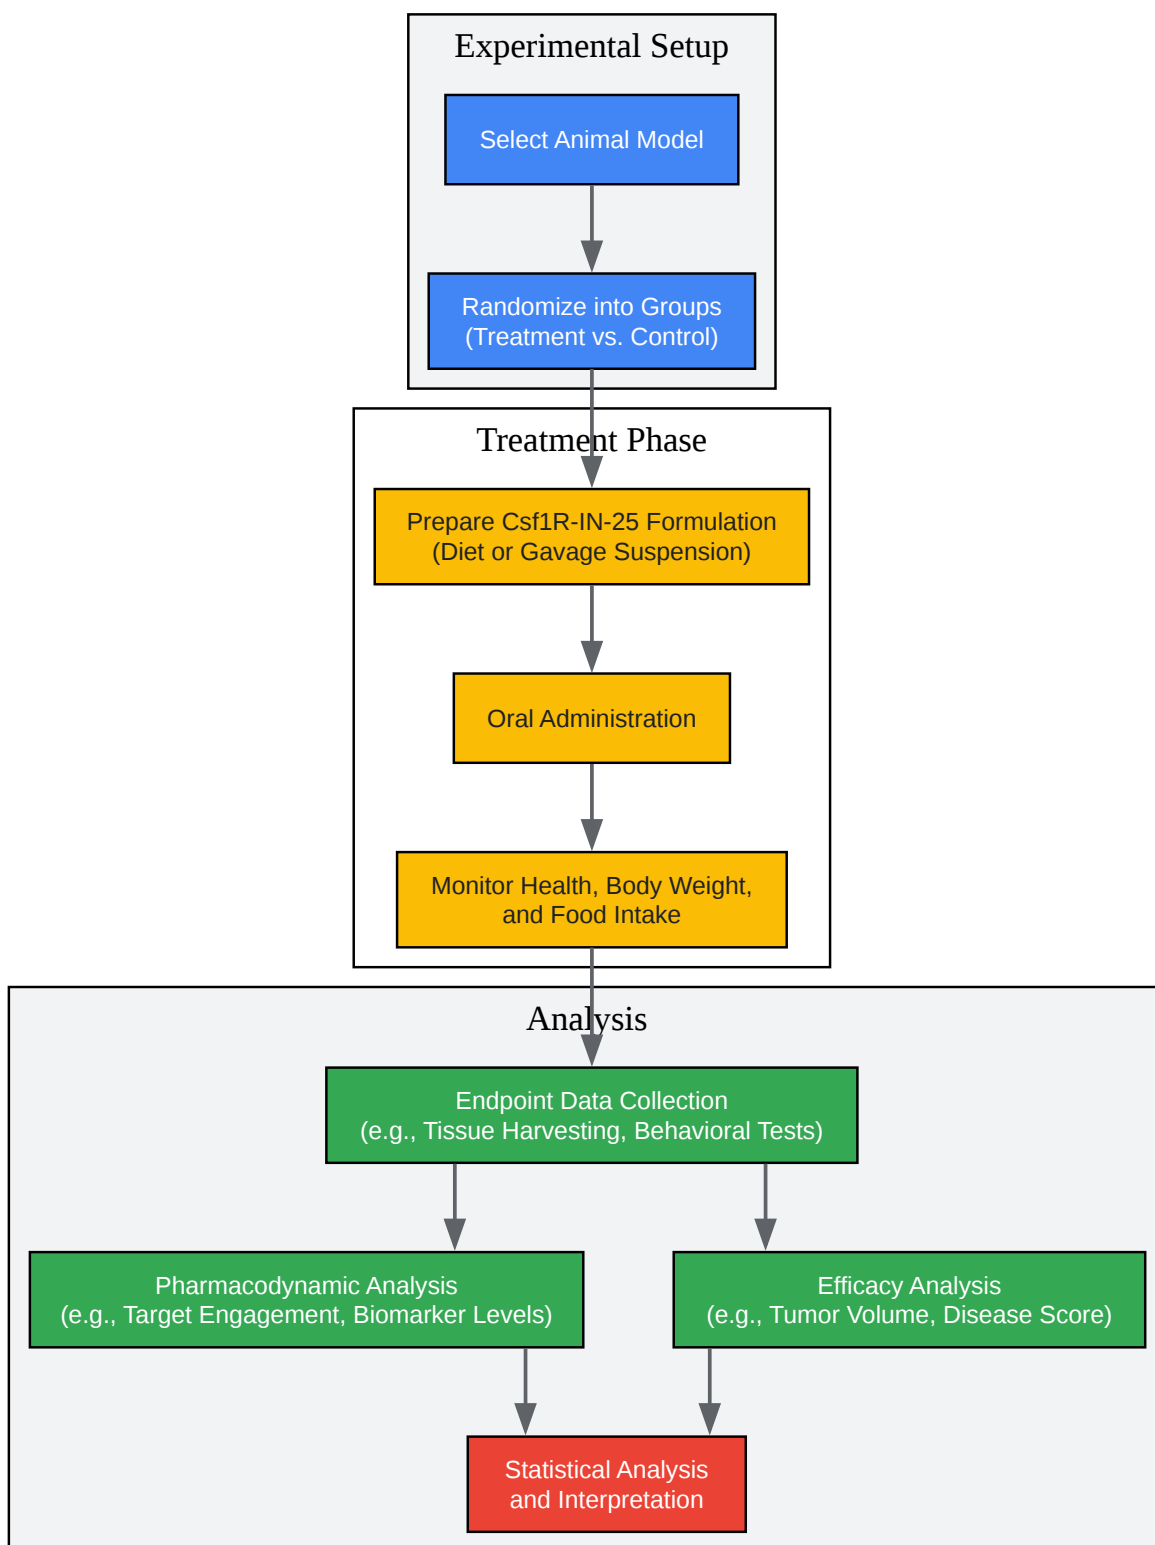 Experimental Setup
Select Animal Model
Randomize into Groups
(Treatment vs. Control)
Treatment Phase
Prepare Csf1R-IN-25 Formulation
(Diet or Gavage Suspension)
Oral Administration
Monitor Health, Body Weight,
and Food Intake
Analysis
Endpoint Data Collection
(e.g., Tissue Harvesting, Behavioral Tests)
Pharmacodynamic Analysis
(e.g., Target Engagement, Biomarker Levels)
Efficacy Analysis
(e.g., Tumor Volume, Disease Score)
Statistical Analysis
and Interpretation